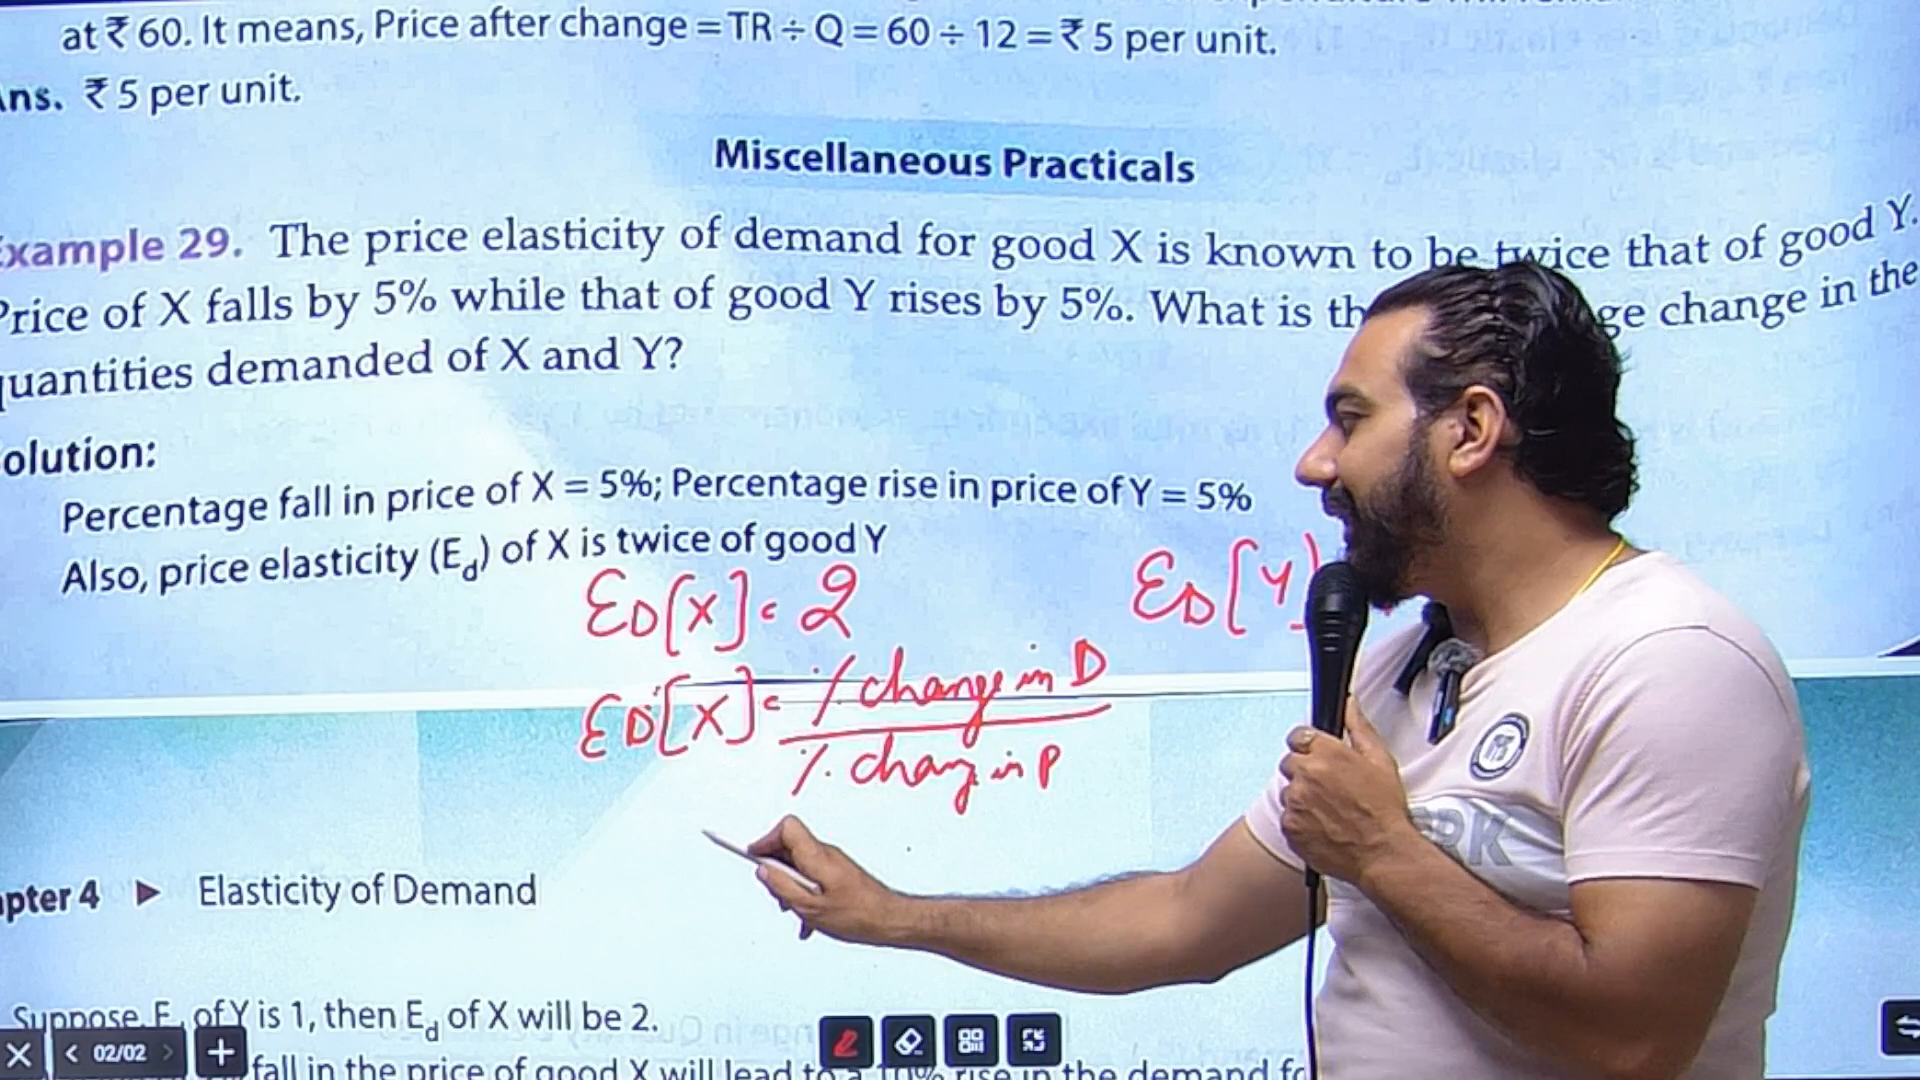 at ₹ 60. It means, Price after change = TR ÷ Q = 60 ÷ 12 = ₹ 5 per unit.
ns. ₹ 5 per unit.
Miscellaneous Practicals
xample 29. The price elasticity of demand for good X is known to be twice that of good Y.
Price of X falls by 5% while that of good Y rises by 5%. What is th ge change in the
quantities demanded of X and Y?
olution:
Percentage fall in price of X = 5%; Percentage rise in price of Y = 5%
Also, price elasticity (Ed) of X is twice of good Y
ED[X] = 2 ED[Y]
ED[X] = % change in D
% chang in P
pter 4 ▶ Elasticity of Demand
Suppose, Ed of Y is 1, then Ed of X will be 2.
02/02
fall in the price of good X will lead to a 10% rise in the demand fo